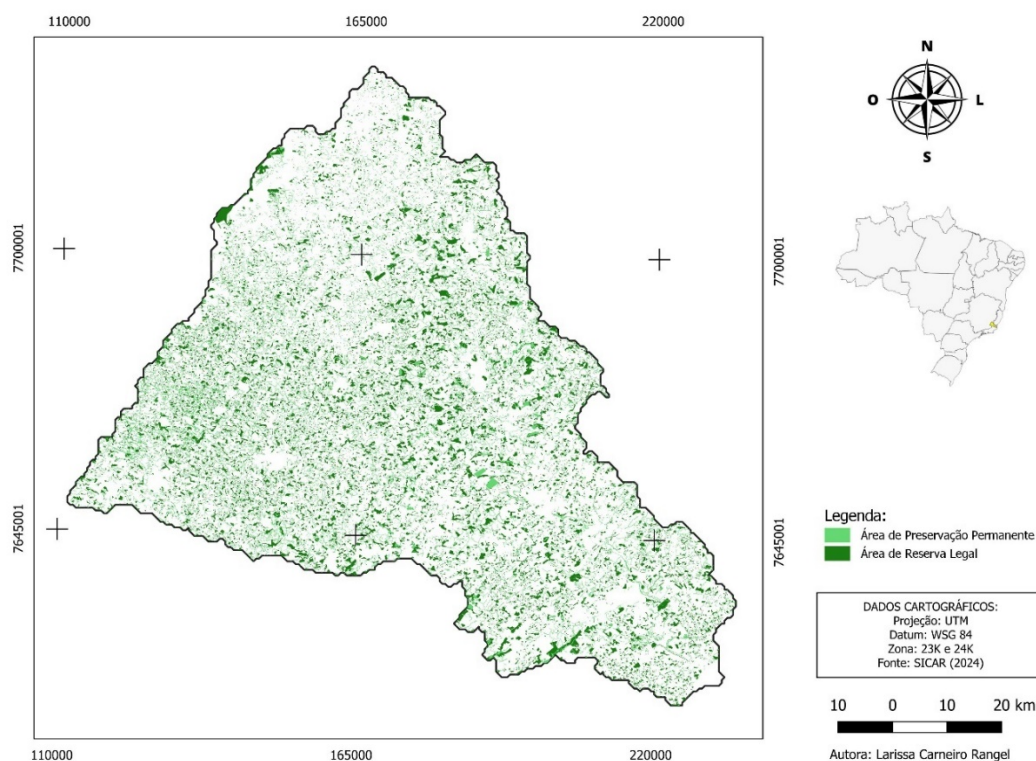 110000
165000
220000
N
O
L
S
7700001
7700001
7645001
7645001
Legenda:
Área de Preservação Permanente
Área de Reserva Legal
DADOS CARTOGRÁFICOS:
Projeção: UTM
Datum: WSG 84
Zona: 23K e 24K
Fonte: SICAR (2024)
10 0 10 20 km
Autora: Larissa Carneiro Rangel
110000
165000
220000